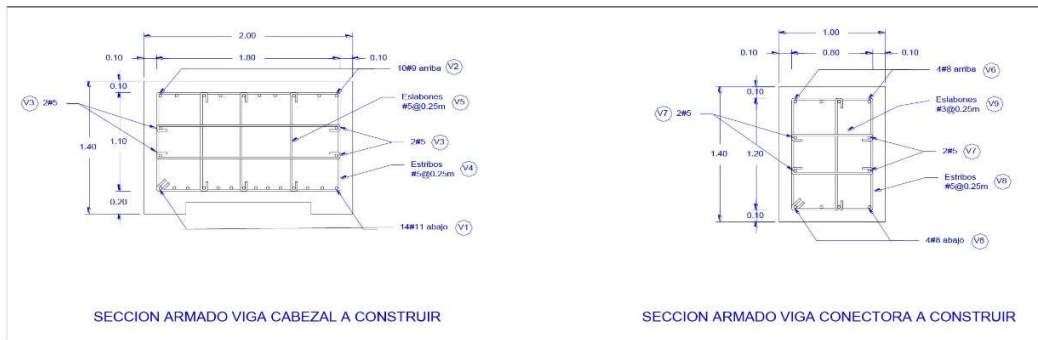 2.00
0.10 1.80 0.10
10#9 arriba V2
0.10
V3 2#5
Eslabones
#5@0.25m V5
1.40
1.10
2#5 V3
Estribos
#5@0.25m V4
0.20
14#11 abajo V1
SECCION ARMADO VIGA CABEZAL A CONSTRUIR
1.00
0.10 0.80 0.10
4#8 arriba V6
0.10
V7 2#5
Eslabones
#3@0.25m V9
1.40
1.20
2#5 V7
Estribos
#5@0.25m V8
0.10
4#8 abajo V6
SECCION ARMADO VIGA CONECTORA A CONSTRUIR